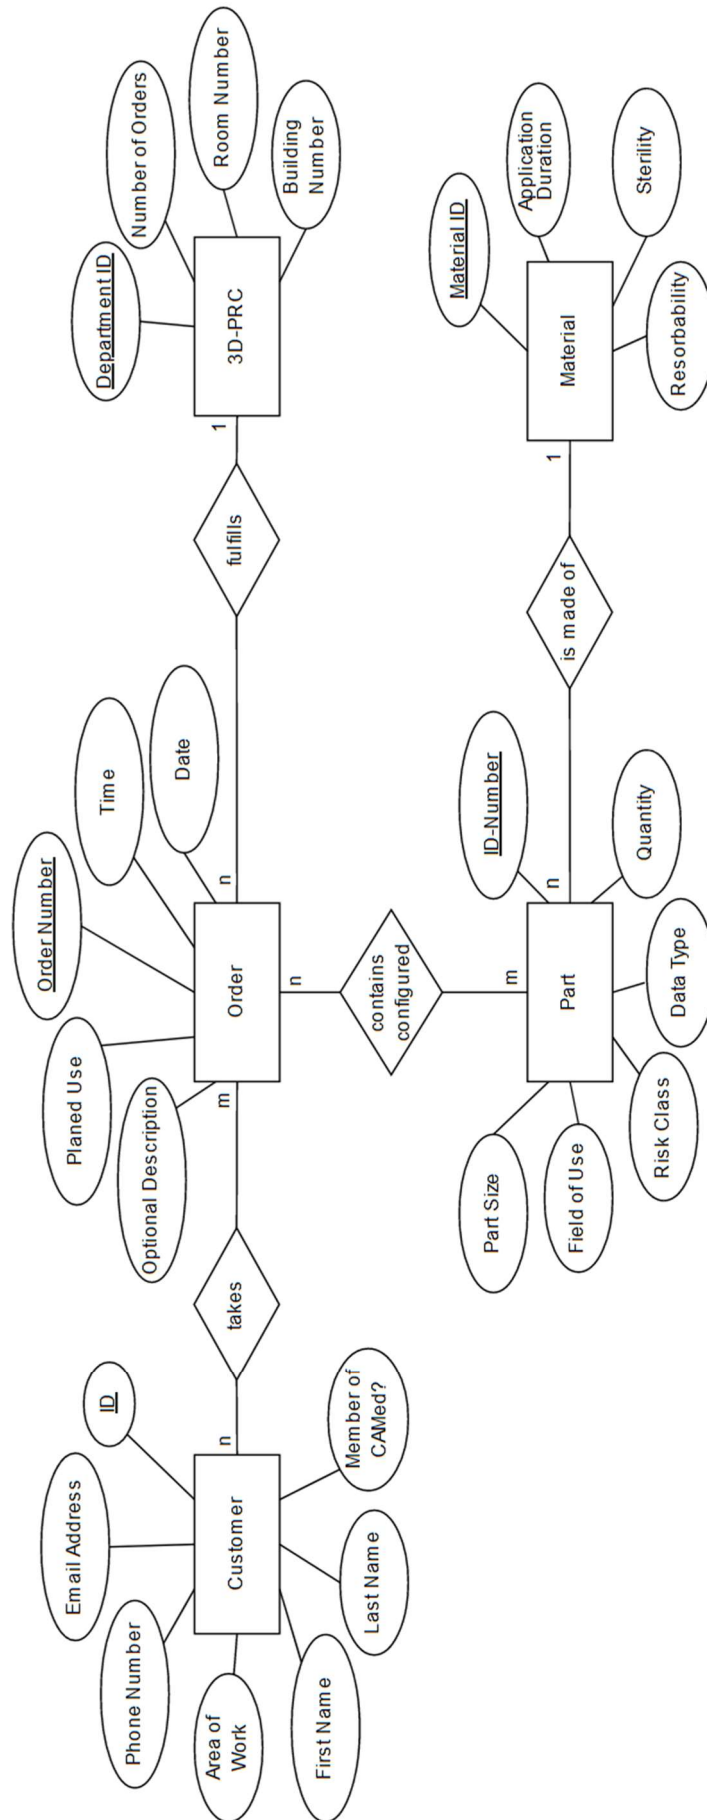 Email Address
ID
Phone Number
Area of
Work
First Name
Last Name
Member of
CAMed?
Customer
n
takes
m
Optional Description
Planed Use
Order Number
Time
Date
Order
n
fulfills
1
3D-PRC
Department ID
Number of Orders
Room Number
Building
Number
n
contains
configured
m
Part
Part Size
Field of Use
Risk Class
Data Type
Quantity
ID-Number
n
is made of
1
Material
Material ID
Application
Duration
Sterility
Resorbability